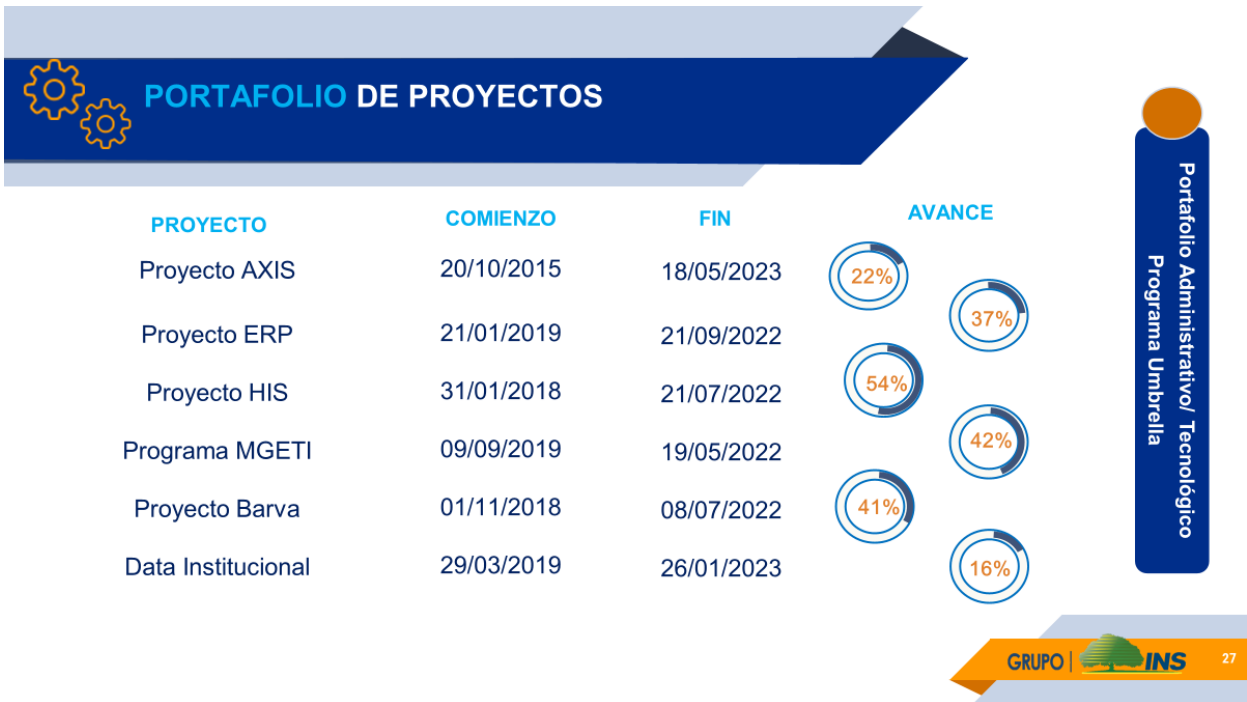 PORTAFOLIO DE PROYECTOS
PROYECTO COMIENZO FIN AVANCE
Proyecto AXIS 20/10/2015 18/05/2023 22%
Proyecto ERP 21/01/2019 21/09/2022 37%
Proyecto HIS 31/01/2018 21/07/2022 54%
Programa MGETI 09/09/2019 19/05/2022 42%
Proyecto Barva 01/11/2018 08/07/2022 41%
Data Institucional 29/03/2019 26/01/2023 16%
Portafolio Administrativo/ Tecnológico
Programa Umbrella
GRUPO INS 27